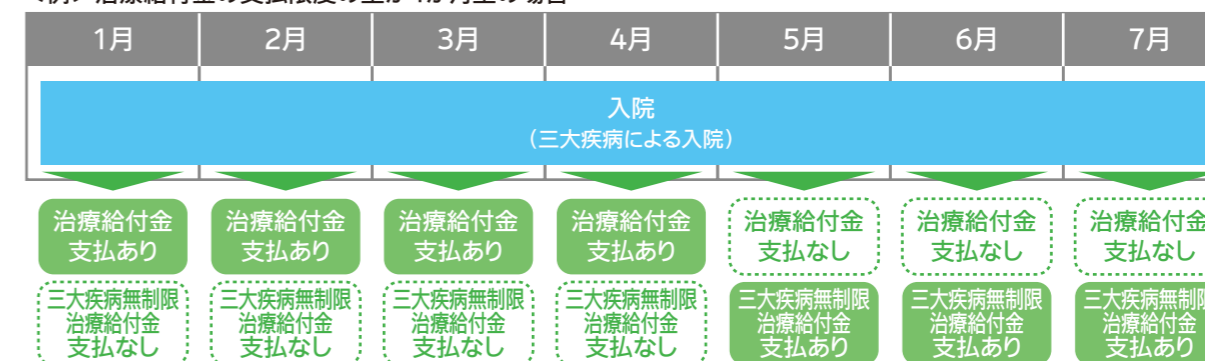 1月 2月 3月 4月 5月 6月 7月
入院
（三大疾病による入院）
治療給付金 治療給付金 治療給付金 治療給付金 治療給付金 治療給付金 治療給付金
支払あり 支払あり 支払あり 支払あり 支払なし 支払なし 支払なし
三大疾病無制限 三大疾病無制限 三大疾病無制限 三大疾病無制限 三大疾病無制限 三大疾病無制限 三大疾病無制限
治療給付金 治療給付金 治療給付金 治療給付金 治療給付金 治療給付金 治療給付金
支払なし 支払なし 支払なし 支払なし 支払あり 支払あり 支払あり